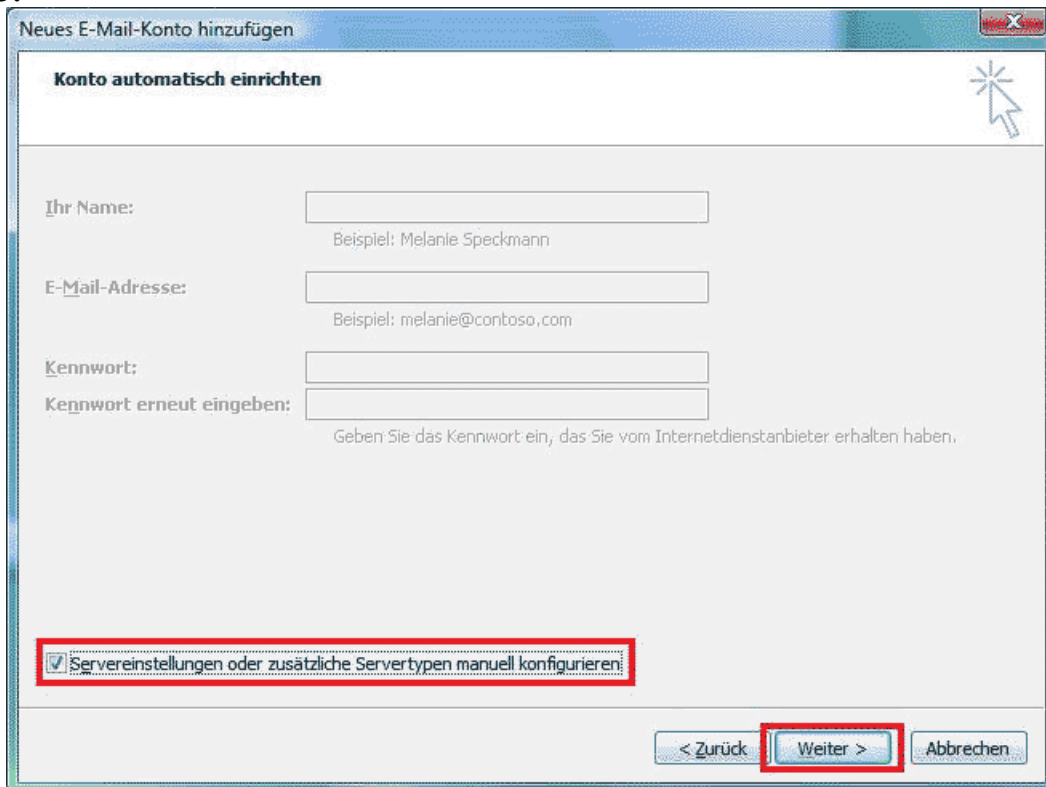 Neues E-Mail-Konto hinzufügen
Konto automatisch einrichten
Ihr Name:
Beispiel: Melanie Speckmann
E-Mail-Adresse:
Beispiel: melanie@contoso.com
Kennwort:
Kennwort erneut eingeben:
Geben Sie das Kennwort ein, das Sie vom Internetdienstanbieter erhalten haben.
Servereinstellungen oder zusätzliche Servertypen manuell konfigurieren
< Zurück Weiter > Abbrechen